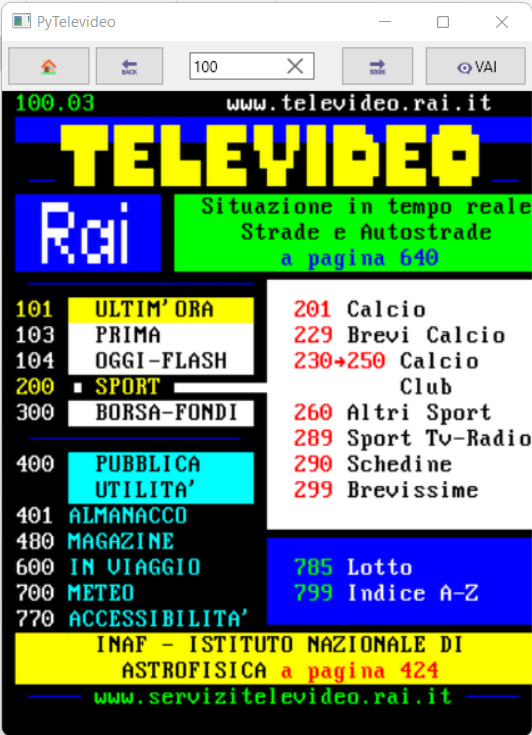 PyTelevideo
BACK
100
SOON
VAI
100.03 www.televideo.rai.it
TELEVIDEO
Rai
Situazione in tempo reale
Strade e Autostrade
a pagina 640
101 ULTIM'ORA
103 PRIMA
104 OGGI-FLASH
200 SPORT
300 BORSA-FONDI
400 PUBBLICA
UTILITA'
401 ALMANACCO
480 MAGAZINE
600 IN VIAGGIO
700 METEO
770 ACCESSIBILITA'
201 Calcio
229 Brevi Calcio
230→250 Calcio
Club
260 Altri Sport
289 Sport Tv-Radio
290 Schedine
299 Brevissime
785 Lotto
799 Indice A-Z
INAF - ISTITUTO NAZIONALE DI
ASTROFISICA a pagina 424
www.servizitelevideo.rai.it